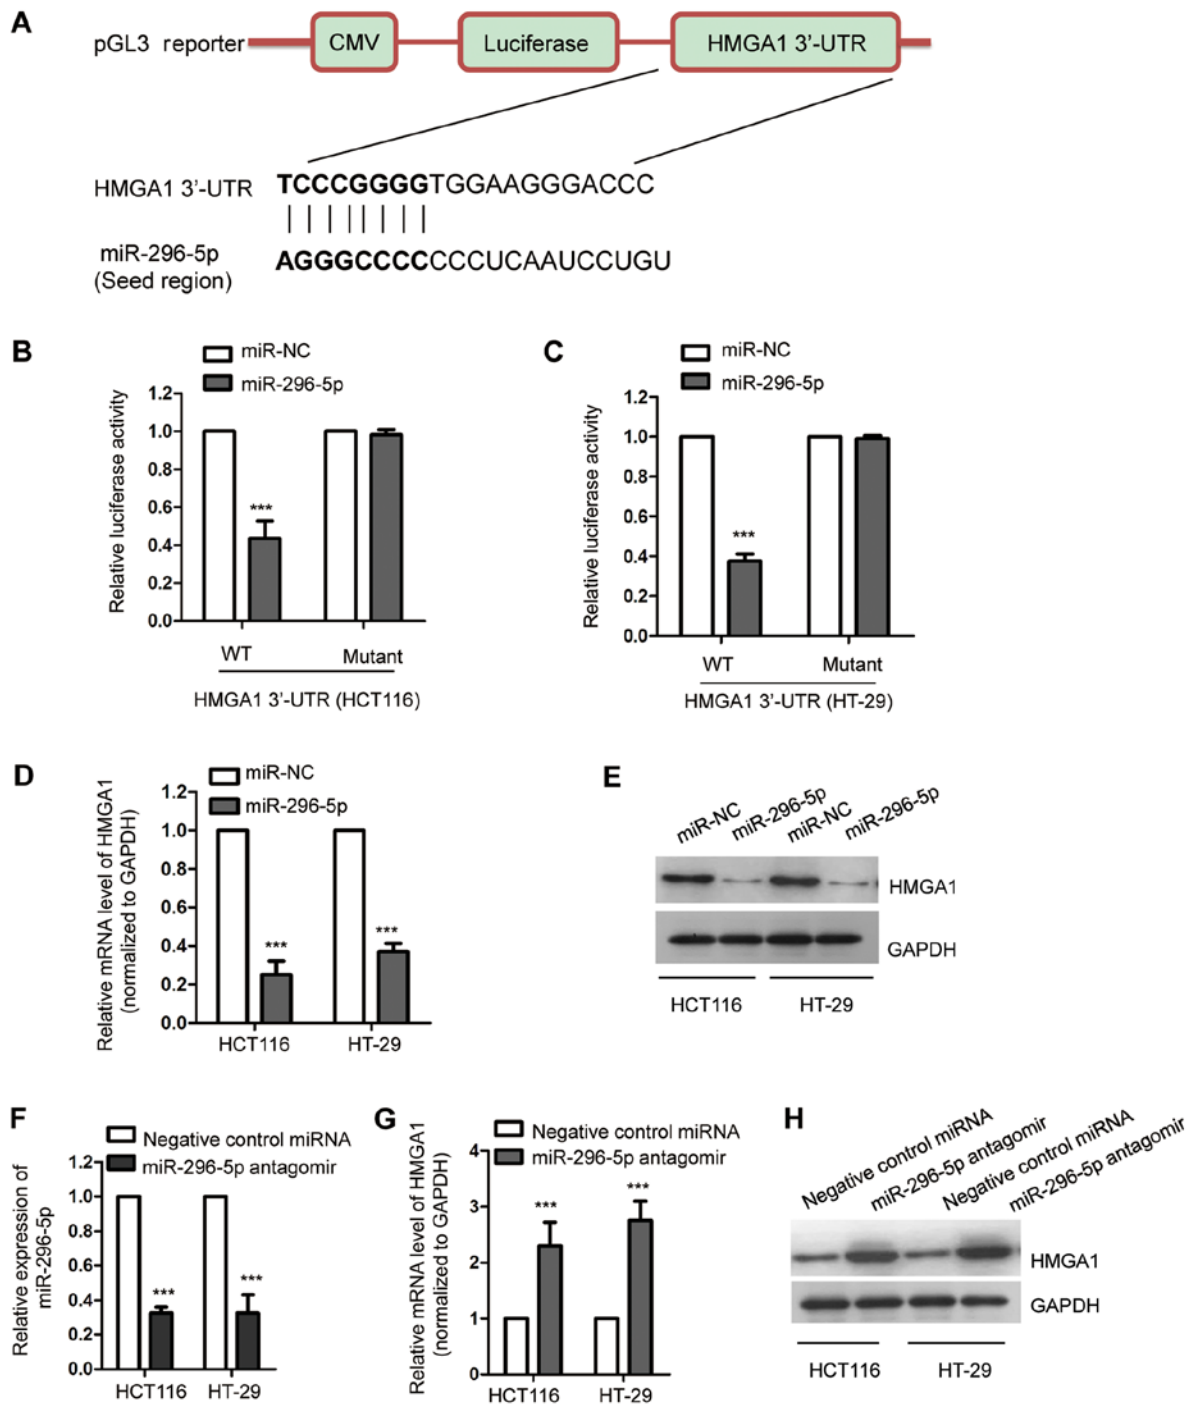 A
pGL3 reporter
CMV
Luciferase
HMGA1 3'-UTR
HMGA1 3'-UTR
TCCCGGGGTGGAAGGGACCC
miR-296-5p
(Seed region)
AGGGCCCCCCCUCAAUCCUGU
B
miR-NC
miR-296-5p
Relative luciferase activity
1.2
1.0
0.8
0.6
0.4
0.2
0.0
***
WT
Mutant
HMGA1 3'-UTR (HCT116)
C
miR-NC
miR-296-5p
Relative luciferase activity
1.2
1.0
0.8
0.6
0.4
0.2
0.0
***
WT
Mutant
HMGA1 3'-UTR (HT-29)
D
miR-NC
miR-296-5p
Relative mRNA level of HMGA1
(normalized to GAPDH)
1.2
1.0
0.8
0.6
0.4
0.2
0.0
***
***
HCT116
HT-29
E
miR-NC
miR-296-5p
miR-NC
miR-296-5p
HMGA1
GAPDH
HCT116
HT-29
F
Negative control miRNA
miR-296-5p antagomir
Relative expression of
miR-296-5p
1.2
1.0
0.8
0.6
0.4
0.2
0.0
***
***
HCT116
HT-29
G
Negative control miRNA
miR-296-5p antagomir
Relative mRNA level of HMGA1
(normalized to GAPDH)
4
3
2
1
0
***
***
HCT116
HT-29
H
Negative control miRNA
miR-296-5p antagomir
Negative control miRNA
miR-296-5p antagomir
HMGA1
GAPDH
HCT116
HT-29